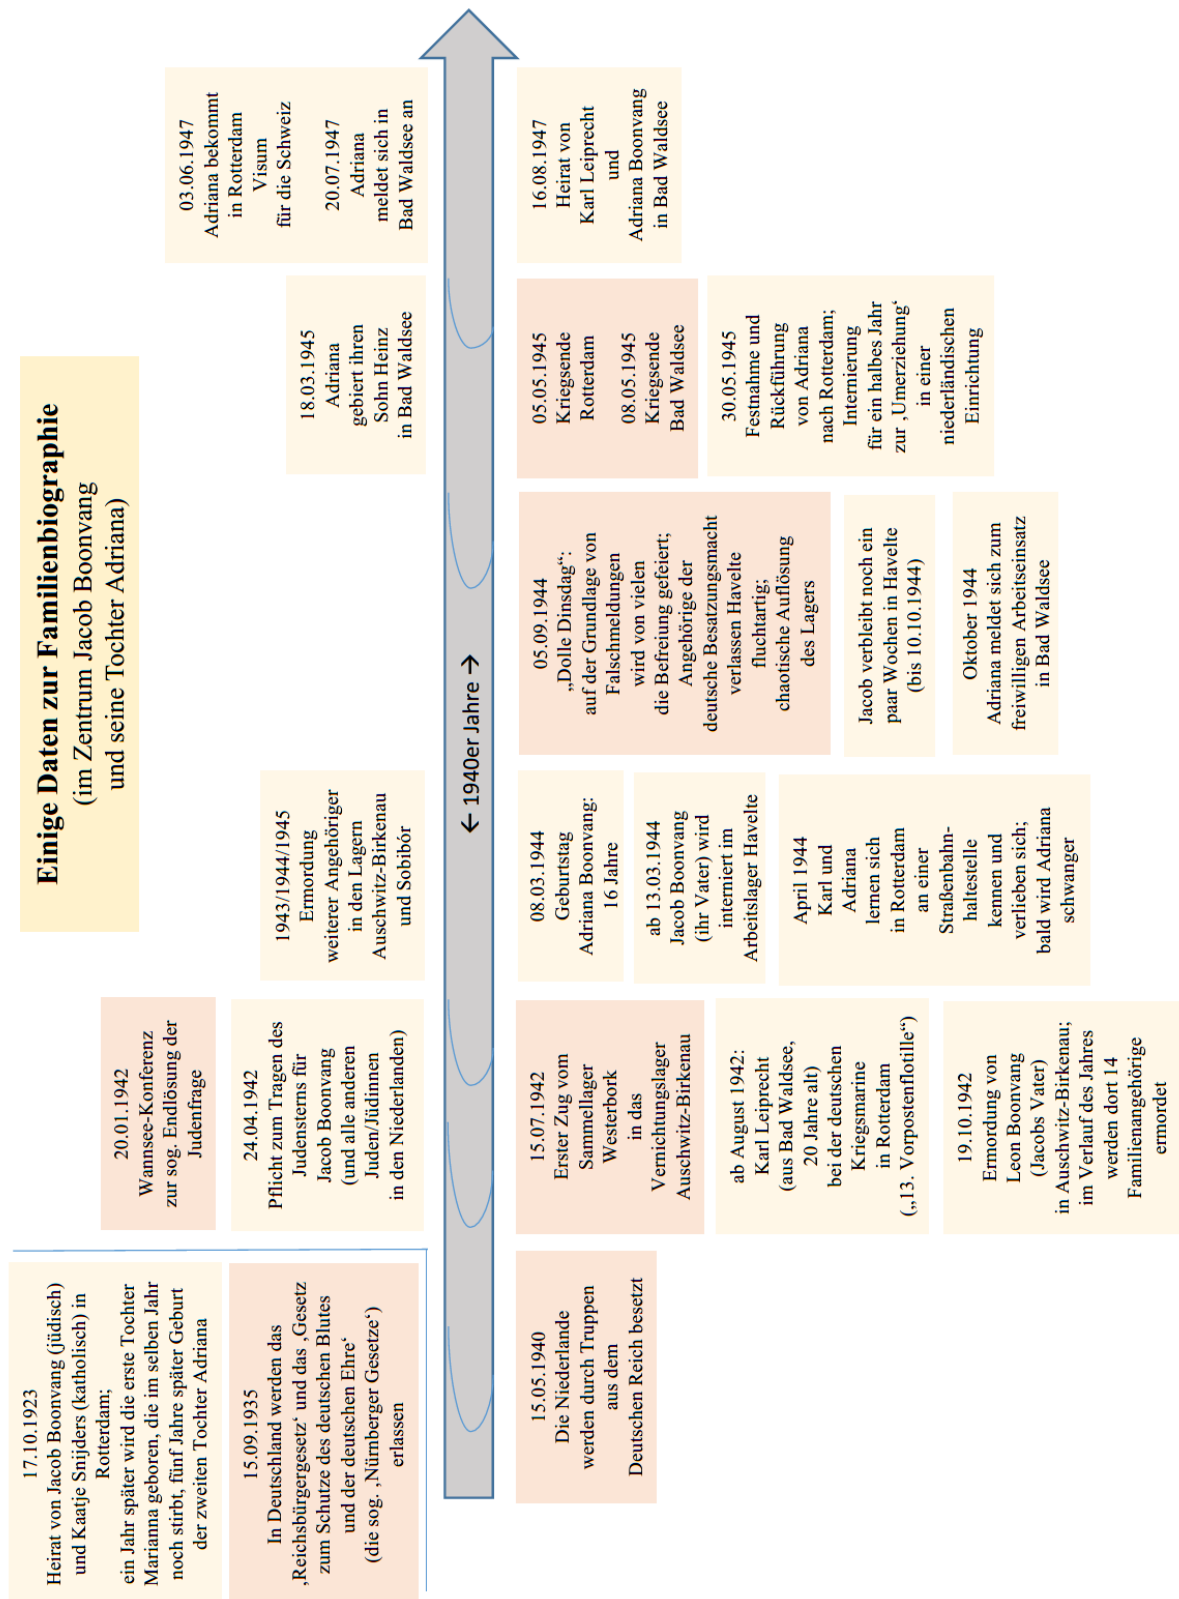 Einige Daten zur Familienbiographie
(im Zentrum Jacob Boonvang
und seine Tochter Adriana)
17.10.1923
Heirat von Jacob Boonvang (jüdisch)
und Kaatje Snijders (katholisch) in
Rotterdam;
ein Jahr später wird die erste Tochter
Marianna geboren, die im selben Jahr
noch stirbt, fünf Jahre später Geburt
der zweiten Tochter Adriana
15.09.1935
In Deutschland werden das
‚Reichsbürgergesetz‘ und das ‚Gesetz
zum Schutze des deutschen Blutes
und der deutschen Ehre‘
(die sog. ‚Nürnberger Gesetze‘)
erlassen
20.01.1942
Wannsee-Konferenz
zur sog. Endlösung der
Judenfrage
24.04.1942
Pflicht zum Tragen des
Judensterns für
Jacob Boonvang
(und alle anderen
Juden/Jüdinnen
in den Niederlanden)
1943/1944/1945
Ermordung
weiterer Angehöriger
in den Lagern
Auschwitz-Birkenau
und Sobibór
18.03.1945
Adriana
gebiert ihren
Sohn Heinz
in Bad Waldsee
03.06.1947
Adriana bekommt
in Rotterdam
Visum
für die Schweiz
20.07.1947
Adriana
meldet sich in
Bad Waldsee an
← 1940er Jahre →
15.05.1940
Die Niederlande
werden durch Truppen
aus dem
Deutschen Reich besetzt
15.07.1942
Erster Zug vom
Sammellager
Westerbork
in das
Vernichtungslager
Auschwitz-Birkenau
ab August 1942:
Karl Leiprecht
(aus Bad Waldsee,
20 Jahre alt)
bei der deutschen
Kriegsmarine
in Rotterdam
(„13. Vorpostenflotille“)
19.10.1942
Ermordung von
Leon Boonvang
(Jacobs Vater)
in Auschwitz-Birkenau;
im Verlauf des Jahres
werden dort 14
Familienangehörige
ermordet
08.03.1944
Geburtstag
Adriana Boonvang:
16 Jahre
ab 13.03.1944
Jacob Boonvang
(ihr Vater) wird
interniert im
Arbeitslager Havelte
April 1944
Karl und
Adriana
lernen sich
in Rotterdam
an einer
Straßenbahn-
haltestelle
kennen und
verlieben sich;
bald wird Adriana
schwanger
05.09.1944
„Dolle Dinsdag“:
auf der Grundlage von
Falschmeldungen
wird von vielen
die Befreiung gefeiert;
Angehörige der
deutsche Besatzungsmacht
verlassen Havelte
fluchtartig;
chaotische Auflösung
des Lagers
Jacob verbleibt noch ein
paar Wochen in Havelte
(bis 10.10.1944)
Oktober 1944
Adriana meldet sich zum
freiwilligen Arbeitseinsatz
in Bad Waldsee
05.05.1945
Kriegsende
Rotterdam
08.05.1945
Kriegsende
Bad Waldsee
30.05.1945
Festnahme und
Rückführung
von Adriana
nach Rotterdam;
Internierung
für ein halbes Jahr
zur ‚Umerziehung‘
in einer
niederländischen
Einrichtung
16.08.1947
Heirat von
Karl Leiprecht
und
Adriana Boonvang
in Bad Waldsee